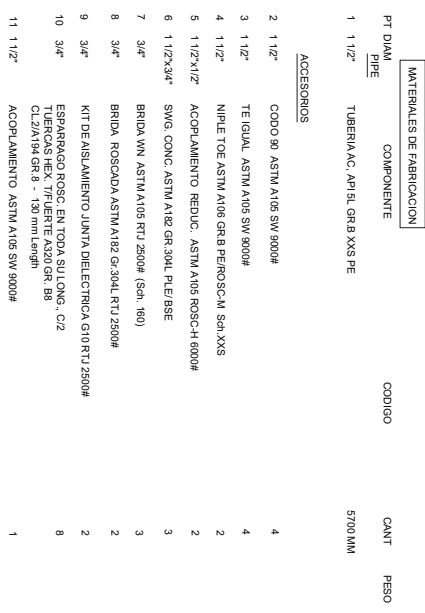 MATERIALES DE FABRICACION
PT DIAM COMPONENTE CODIGO CANT PESO
PIPE
1 1 1/2" TUBERIA AC, API 5L GR.B XXS PE 5700 MM
ACCESORIOS
2 1 1/2" CODO 90 ASTM A105 SW 9000# 4
3 1 1/2" TE IGUAL ASTM A105 SW 9000# 4
4 1 1/2" NIPLE TOE ASTM A106 GR.B PE/ROSC-M Sch.XXS 2
5 1 1/2"x1/2" ACOPLAMIENTO REDUC. ASTM A105 ROSC-H 6000# 2
6 1 1/2"x3/4" SWG. CONC. ASTM A182 GR.304L PLE/BSE 3
7 3/4" BRIDA WN ASTM A105 RTJ 2500# (Sch. 160) 3
8 3/4" BRIDA ROSCADA ASTM A182 Gr.304L RTJ 2500# 2
9 3/4" KIT DE AISLAMIENTO JUNTA DIELECTRICA G10 RTJ 2500# 2
10 3/4" ESPARRAGO ROSC. EN TODA SU LONG., C/2 8
TUERCAS HEX. T/FUERTE A320 GR. B8
CL.2/A194 GR.8 - 130 mm Length
11 1 1/2" ACOPLAMIENTO ASTM A105 SW 9000# 1